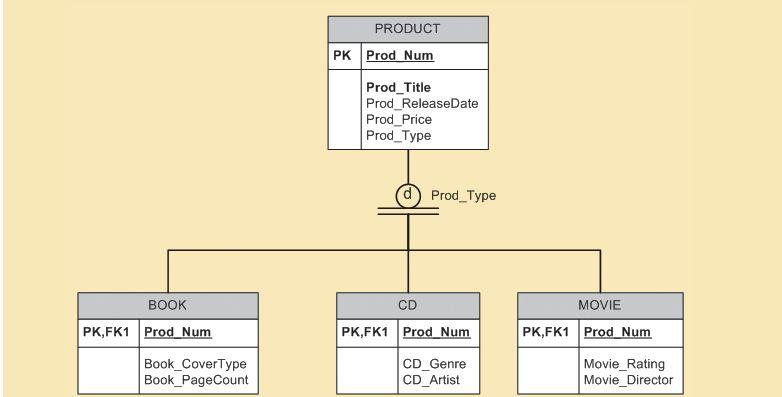 PRODUCT
PK Prod_Num
Prod_Title
Prod_ReleaseDate
Prod_Price
Prod_Type
d Prod_Type
BOOK
PK,FK1 Prod_Num
Book_CoverType
Book_PageCount
CD
PK,FK1 Prod_Num
CD_Genre
CD_Artist
MOVIE
PK,FK1 Prod_Num
Movie_Rating
Movie_Director